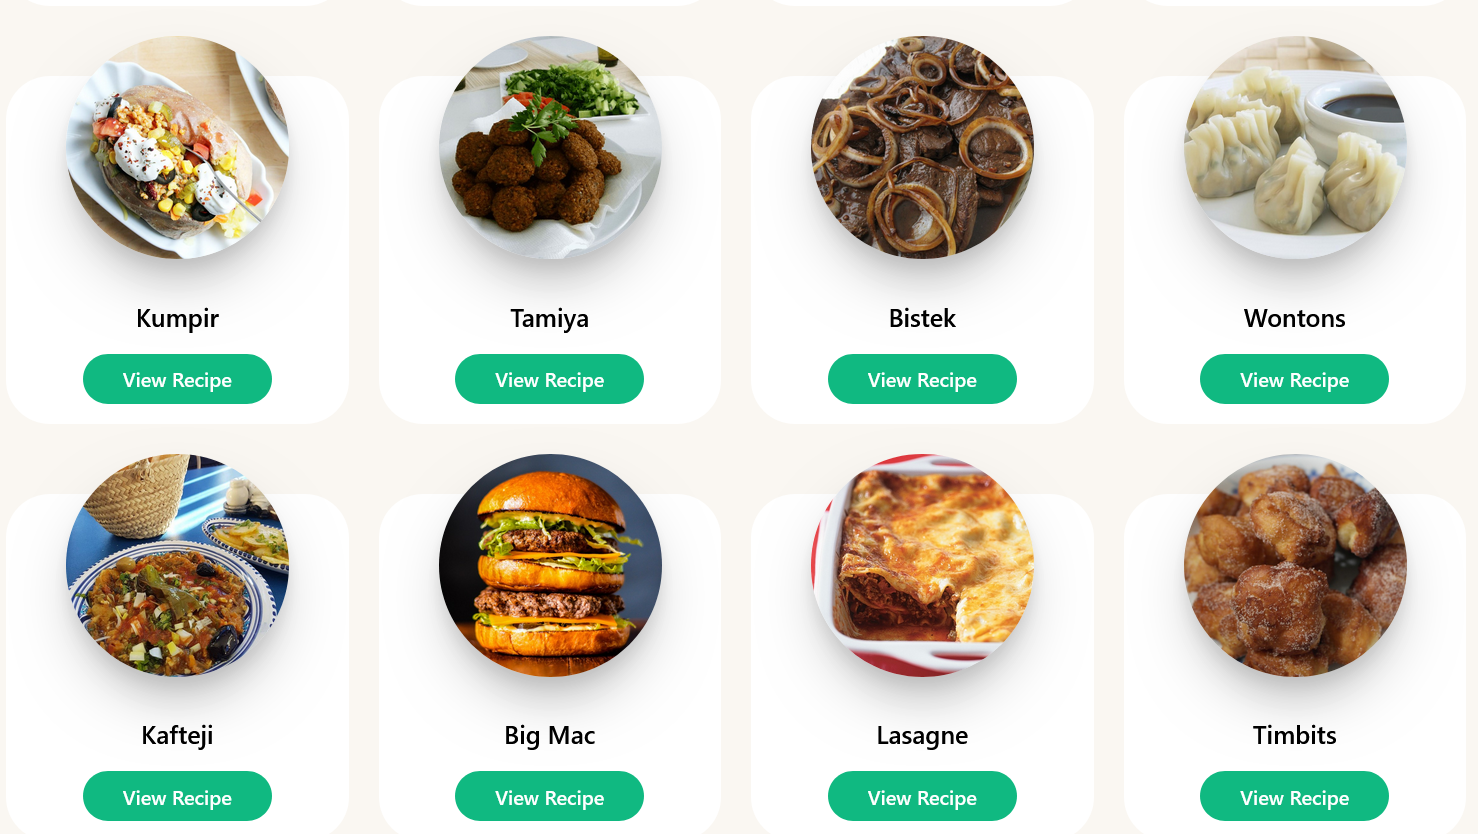 Kumpir
Tamiya
Bistek
Wontons
View Recipe
View Recipe
View Recipe
View Recipe
Kafteji
Big Mac
Lasagne
Timbits
View Recipe
View Recipe
View Recipe
View Recipe